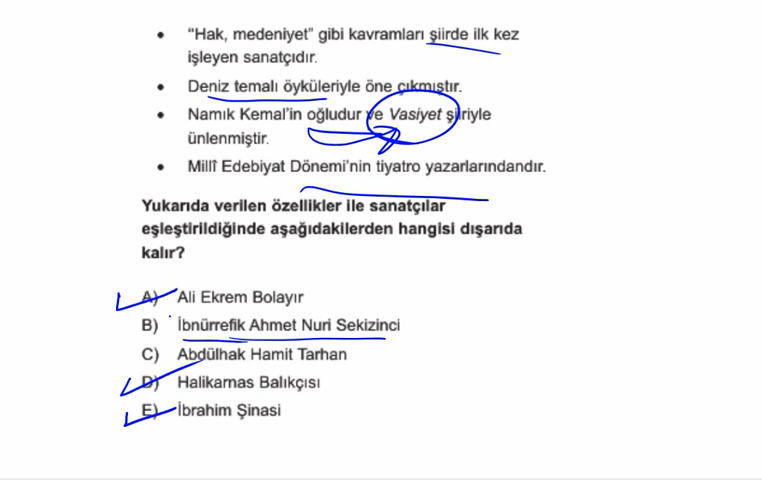 • "Hak, medeniyet" gibi kavramları şiirde ilk kez
işleyen sanatçıdır.
• Deniz temalı öyküleriyle öne çıkmıştır.
• Namık Kemal'in oğludur ve Vasiyet şiiriyle
ünlenmiştir.
• Millî Edebiyat Dönemi'nin tiyatro yazarlarındandır.
Yukarıda verilen özellikler ile sanatçılar
eşleştirildiğinde aşağıdakilerden hangisi dışarıda
kalır?
A) Ali Ekrem Bolayır
B) İbnürrefik Ahmet Nuri Sekizinci
C) Abdülhak Hamit Tarhan
D) Halikarnas Balıkçısı
E) İbrahim Şinasi